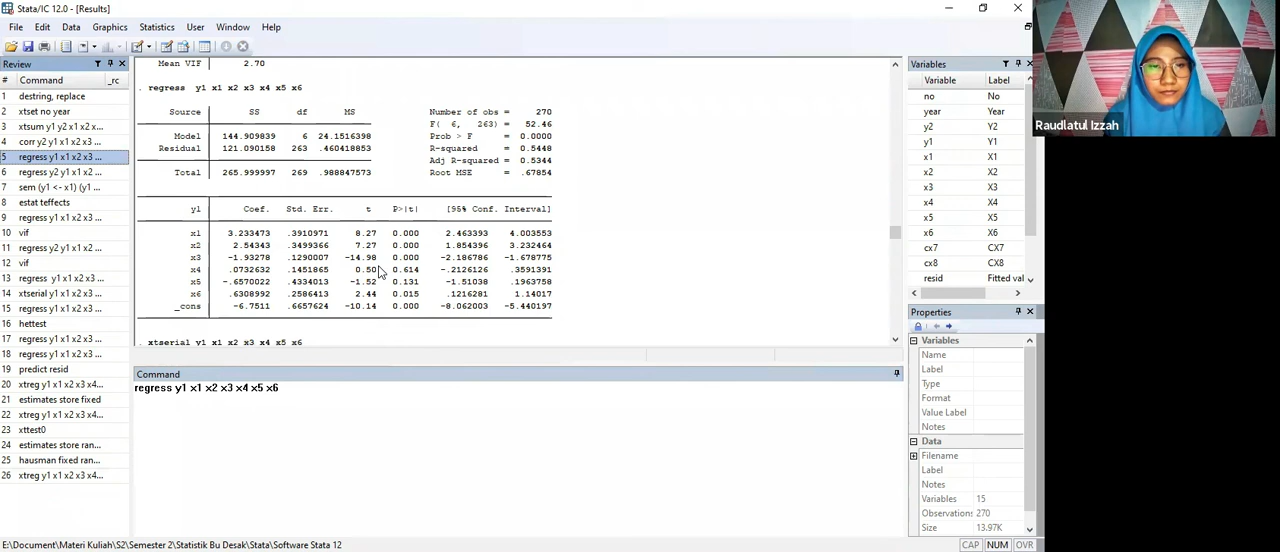 Stata/IC 12.0 - [Results]
File Edit Data Graphics Statistics User Window Help
Review
# Command _rc
1 destring, replace
2 xtset no year
3 xtsum y1 y2 x1 x2 x...
4 corr y2 y1 x1 x2 x3 ...
5 regress y1 x1 x2 x3 ...
6 regress y2 y1 x1 x2 ...
7 sem (y1 <- x1) (y1 ...
8 estat teffects
9 regress y1 x1 x2 x3 ...
10 vif
11 regress y2 y1 x1 x2 ...
12 vif
13 regress y1 x1 x2 x3 ...
14 xtserial y1 x1 x2 x3 ...
15 regress y1 x1 x2 x3 ...
16 hettest
17 regress y1 x1 x2 x3 ...
18 regress y1 x1 x2 x3 ...
19 predict resid
20 xtreg y1 x1 x2 x3 x4...
21 estimates store fixed
22 xtreg y1 x1 x2 x3 x4...
23 xttest0
24 estimates store ran...
25 hausman fixed ran...
26 xtreg y1 x1 x2 x3 x4...
Mean VIF 2.70
. regress y1 x1 x2 x3 x4 x5 x6
Source SS df MS Number of obs = 270
F( 6, 263) = 52.46
Model 144.909839 6 24.1516398 Prob > F = 0.0000
Residual 121.090158 263 .460418853 R-squared = 0.5448
Adj R-squared = 0.5344
Total 265.999997 269 .988847573 Root MSE = .67854
y1 Coef. Std. Err. t P>|t| [95% Conf. Interval]
x1 3.233473 .3910971 8.27 0.000 2.463393 4.003553
x2 2.54343 .3499366 7.27 0.000 1.854396 3.232464
x3 -1.93278 .1290007 -14.98 0.000 -2.186786 -1.678775
x4 .0732632 .1451865 0.50 0.614 -.2126126 .3591391
x5 -.6570022 .4334013 -1.52 0.131 -1.51038 .1963758
x6 .6308992 .2586413 2.44 0.015 .1216281 1.14017
_cons -6.7511 .6657624 -10.14 0.000 -8.062003 -5.440197
. xtserial y1 x1 x2 x3 x4 x5 x6
Command
regress y1 x1 x2 x3 x4 x5 x6
Variables
Variable Label
no No
year Year
y2 Y2
y1 Y1
x1 X1
x2 X2
x3 X3
x4 X4
x5 X5
x6 X6
cx7 CX7
cx8 CX8
resid Fitted val
Properties
Variables
Name
Label
Type
Format
Value Label
Notes
Data
Filename
Label
Notes
Variables 15
Observations 270
Size 13.97K
Raudlatul Izzah
E:\Document\Materi Kuliah\S2\Semester 2\Statistik Bu Desak\Stata\Software Stata 12
CAP NUM OVR